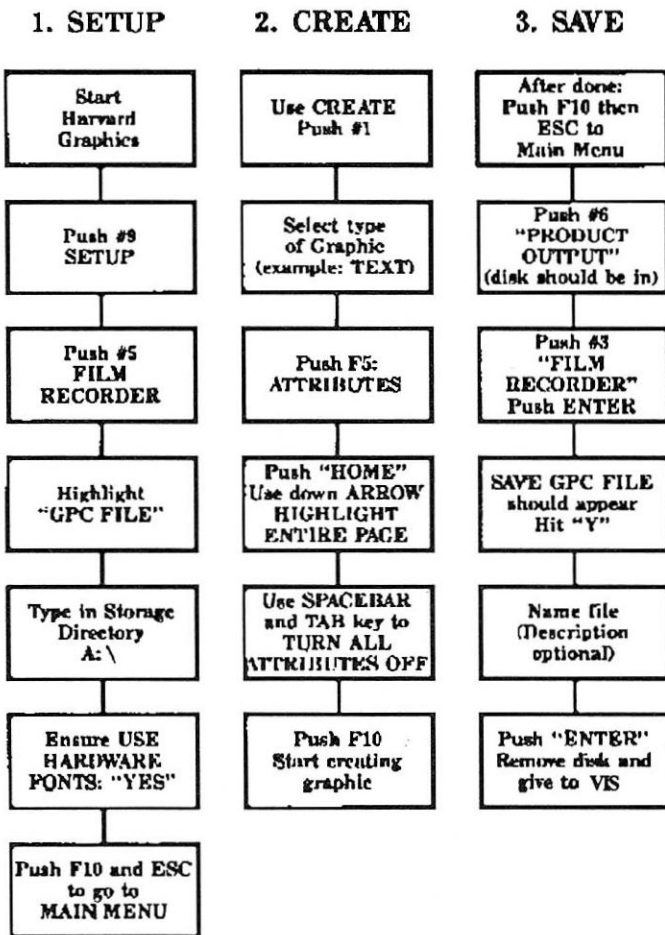 1. SETUP
Start
Harvard
Graphics
Push #9
SETUP
Push #5
FILM
RECORDER
Highlight
"GPC FILE"
Type in Storage
Directory
A:\
Ensure USE
HARDWARE
FONTS: "YES"
Push F10 and ESC
to go to
MAIN MENU
2. CREATE
Use CREATE
Push #1
Select type
of Graphic
(example: TEXT)
Push F5:
ATTRIBUTES
Push "HOME"
Use down ARROW
HIGHLIGHT
ENTIRE PAGE
Use SPACEBAR
and TAB key to
TURN ALL
ATTRIBUTES OFF
Push F10
Start creating
graphic
3. SAVE
After done:
Push F10 then
ESC to
Main Menu
Push #6
"PRODUCT
OUTPUT"
(disk should be in)
Push #3
"FILM
RECORDER"
Push ENTER
SAVE GPC FILE
should appear
Hit "Y"
Name file
(Description
optional)
Push "ENTER"
Remove disk and
give to VIS